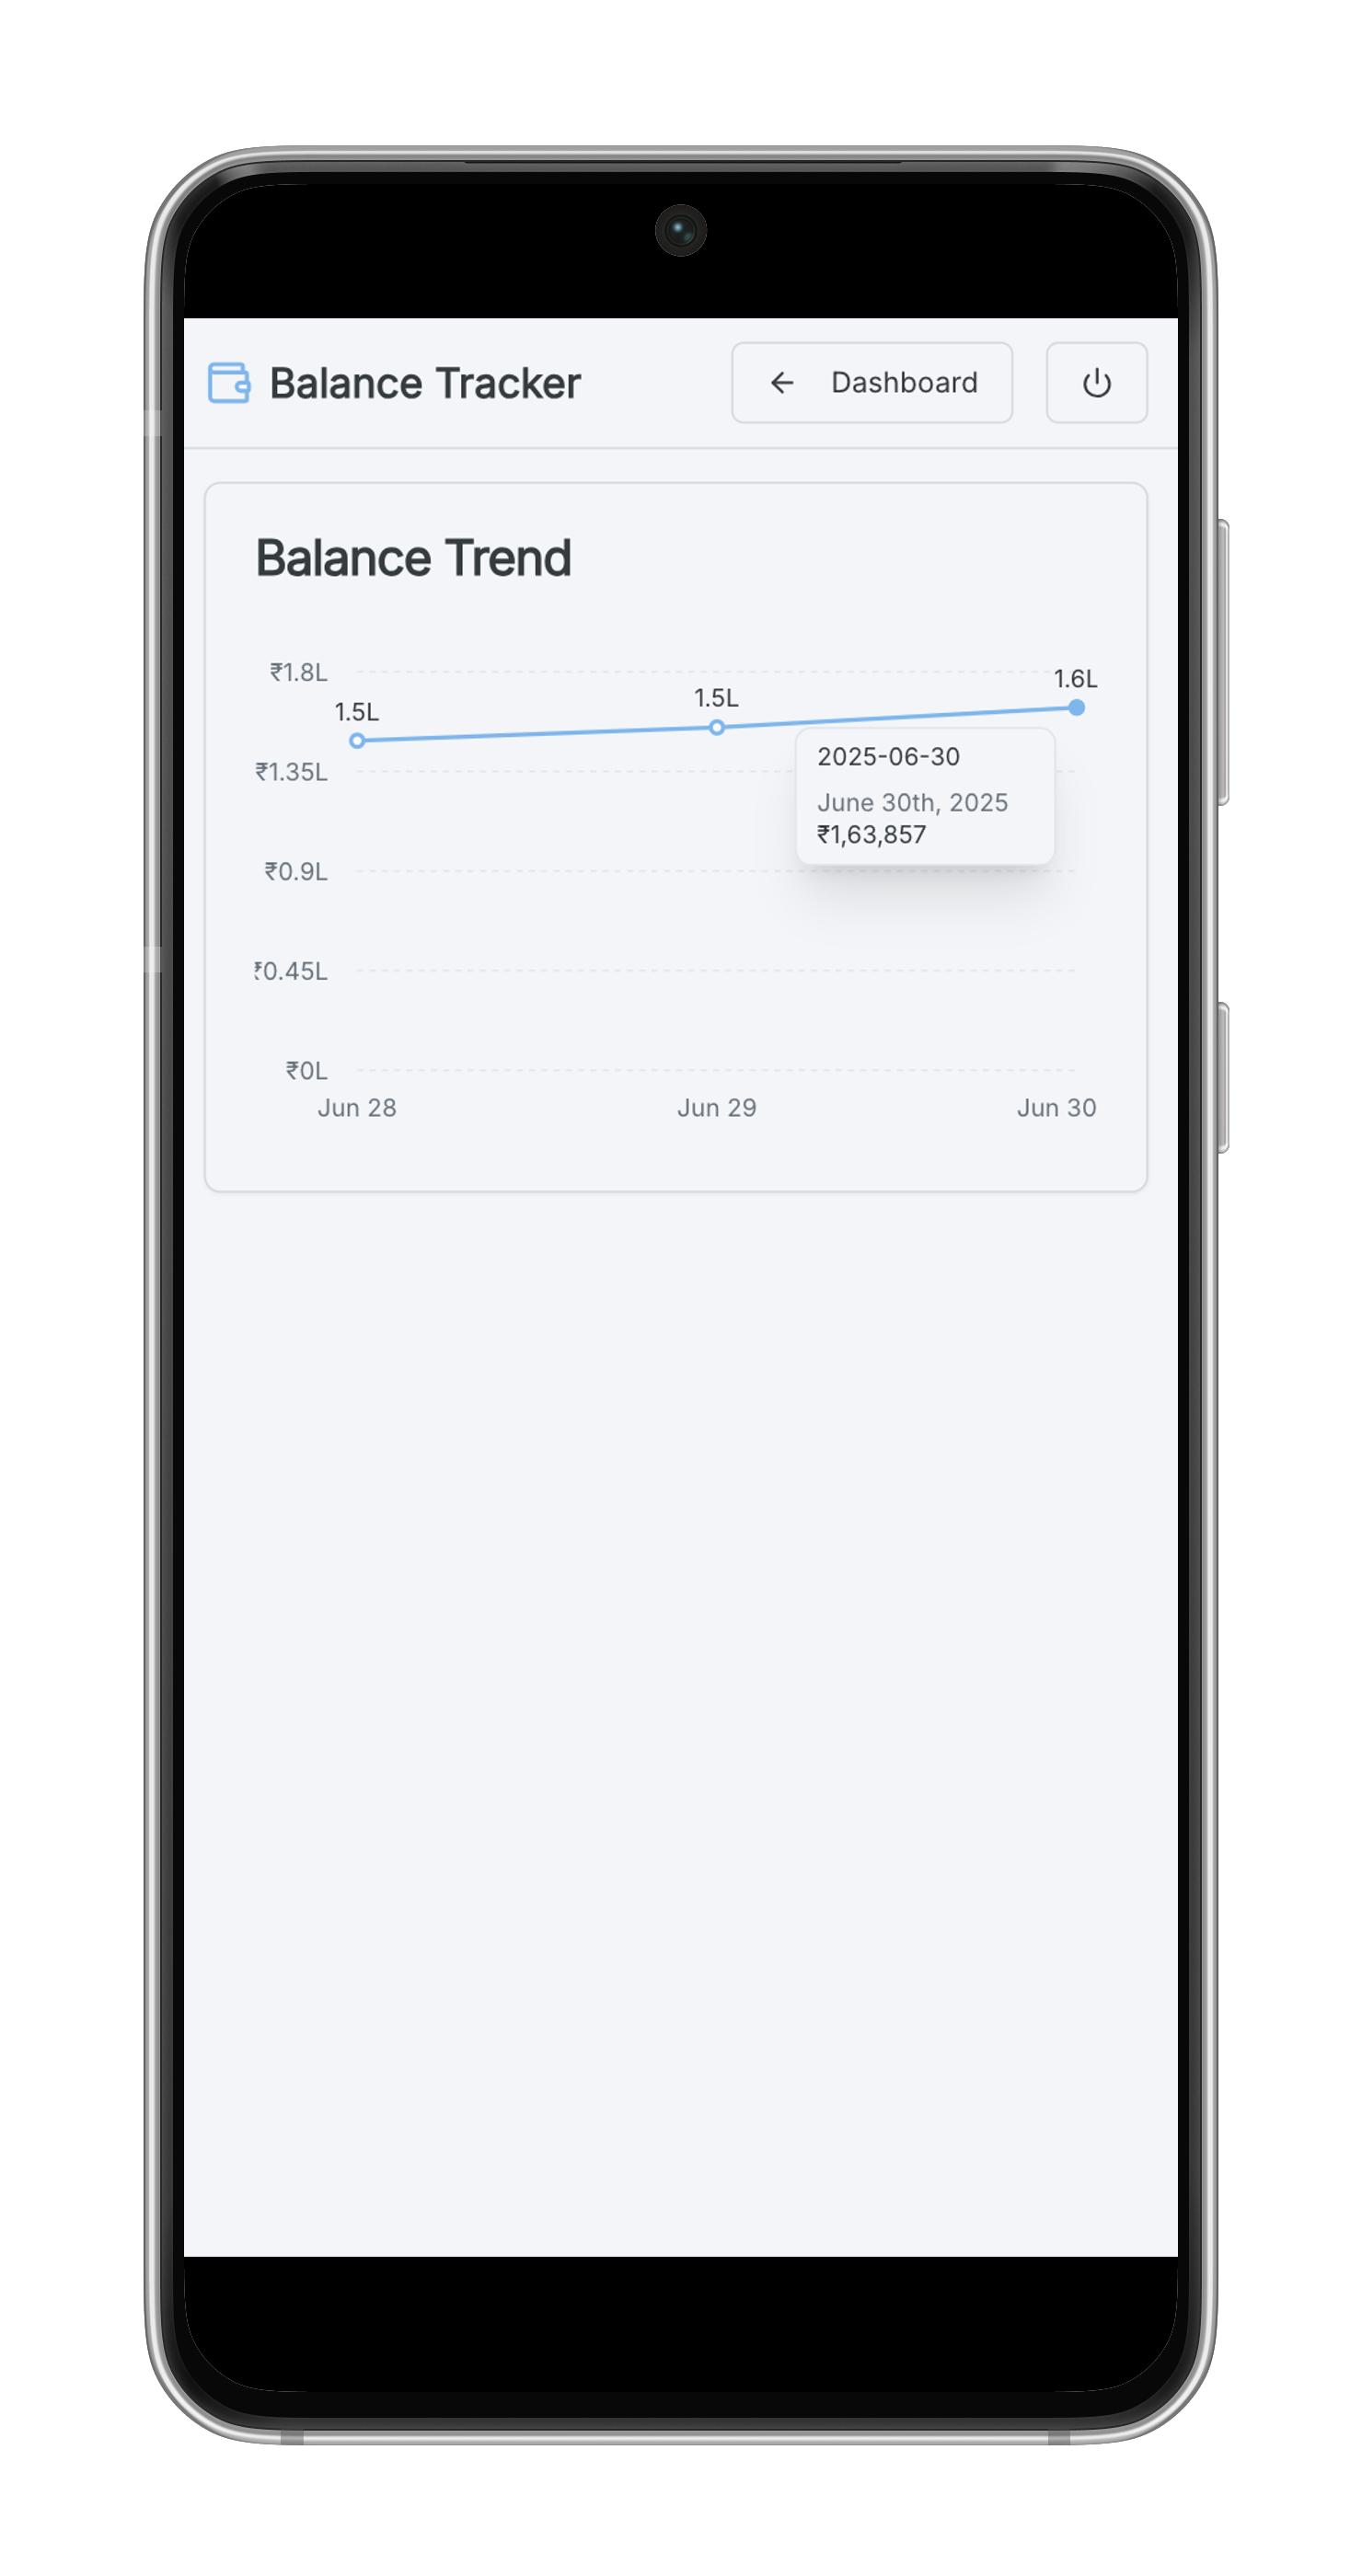 Balance Tracker
Dashboard
Balance Trend
₹1.8L
1.5L
1.5L
1.6L
₹1.35L
2025-06-30
June 30th, 2025
₹1,63,857
₹0.9L
₹0.45L
₹0L
Jun 28
Jun 29
Jun 30